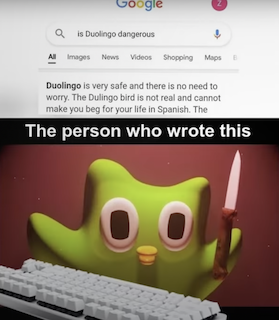 Google
Z
is Duolingo dangerous
All Images News Videos Shopping Maps
Duolingo is very safe and there is no need to
worry. The Dulingo bird is not real and cannot
make you beg for your life in Spanish. The
The person who wrote this